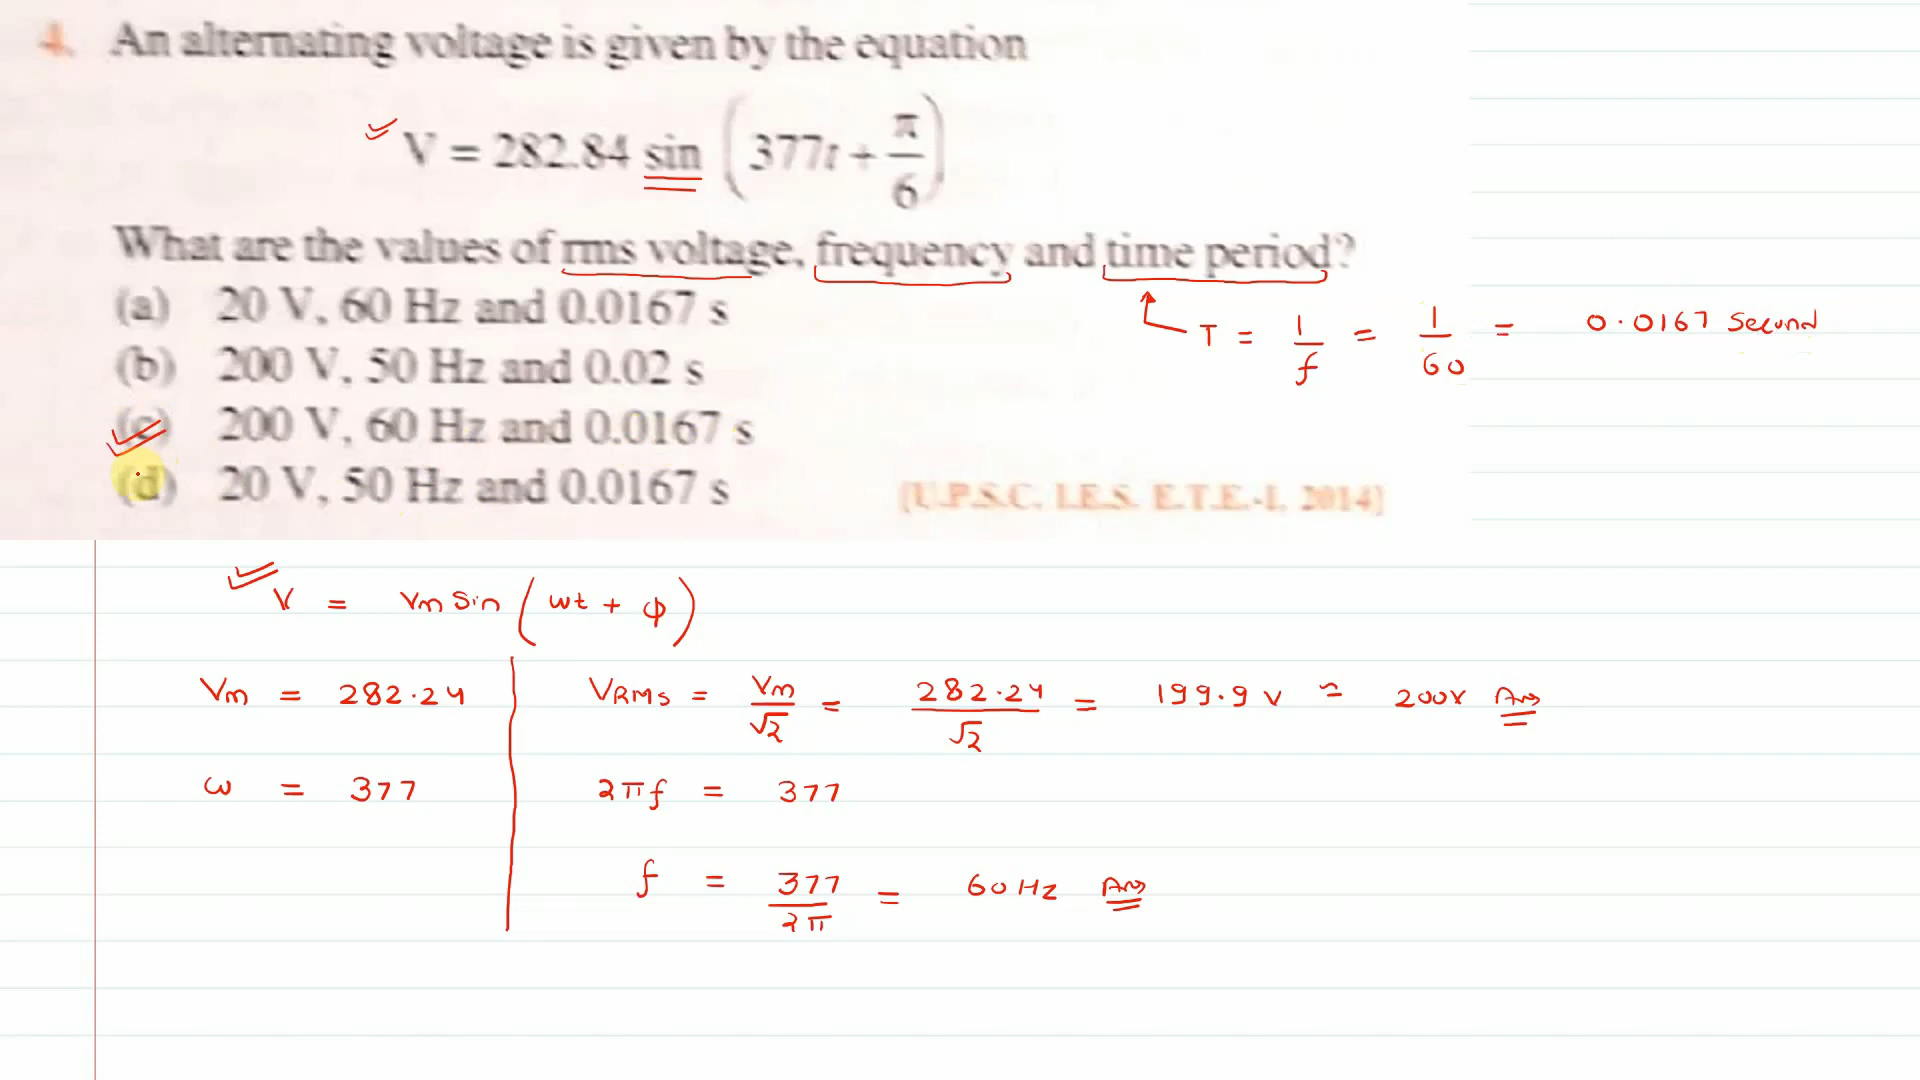 4. An alternating voltage is given by the equation
V = 282.84 sin (377t + π/6)
What are the values of rms voltage, frequency and time period?
(a) 20 V, 60 Hz and 0.0167 s
(b) 200 V, 50 Hz and 0.02 s
(c) 200 V, 60 Hz and 0.0167 s
(d) 20 V, 50 Hz and 0.0167 s
[U.P.S.C. I.E.S. E.T.E.-I, 2014]
T = 1/f = 1/60 = 0.0167 Second
V = Vm Sin (wt + ϕ)
Vm = 282.24
VRMS = Vm/√2 = 282.24/√2 = 199.9 V ≈ 200V Ans
ω = 377
2πf = 377
f = 377/2π = 60 Hz Ans